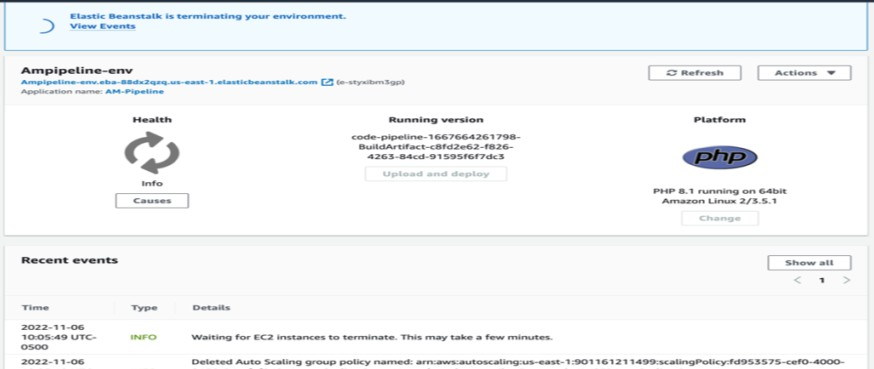 Elastic Beanstalk is terminating your environment.
View Events
Ampipeline-env
Ampipeline-env.eba-88dx2qzq.us-east-1.elasticbeanstalk.com (e-styxibm3gp)
Application name: AM-Pipeline
Refresh
Actions
Health
Info
Causes
Running version
code-pipeline-1667664261798-
BuildArtifact-c8fd2e62-f826-
4263-84cd-91595f6f7dc3
Upload and deploy
Platform
php
PHP 8.1 running on 64bit
Amazon Linux 2/3.5.1
Change
Recent events
Show all
< 1 >
Time Type Details
2022-11-06
10:05:49 UTC-
0500
INFO
Waiting for EC2 instances to terminate. This may take a few minutes.
2022-11-06
Deleted Auto Scaling group policy named: arn:aws:autoscaling:us-east-1:901161211499:scalingPolicy:fd953575-cef0-4000-